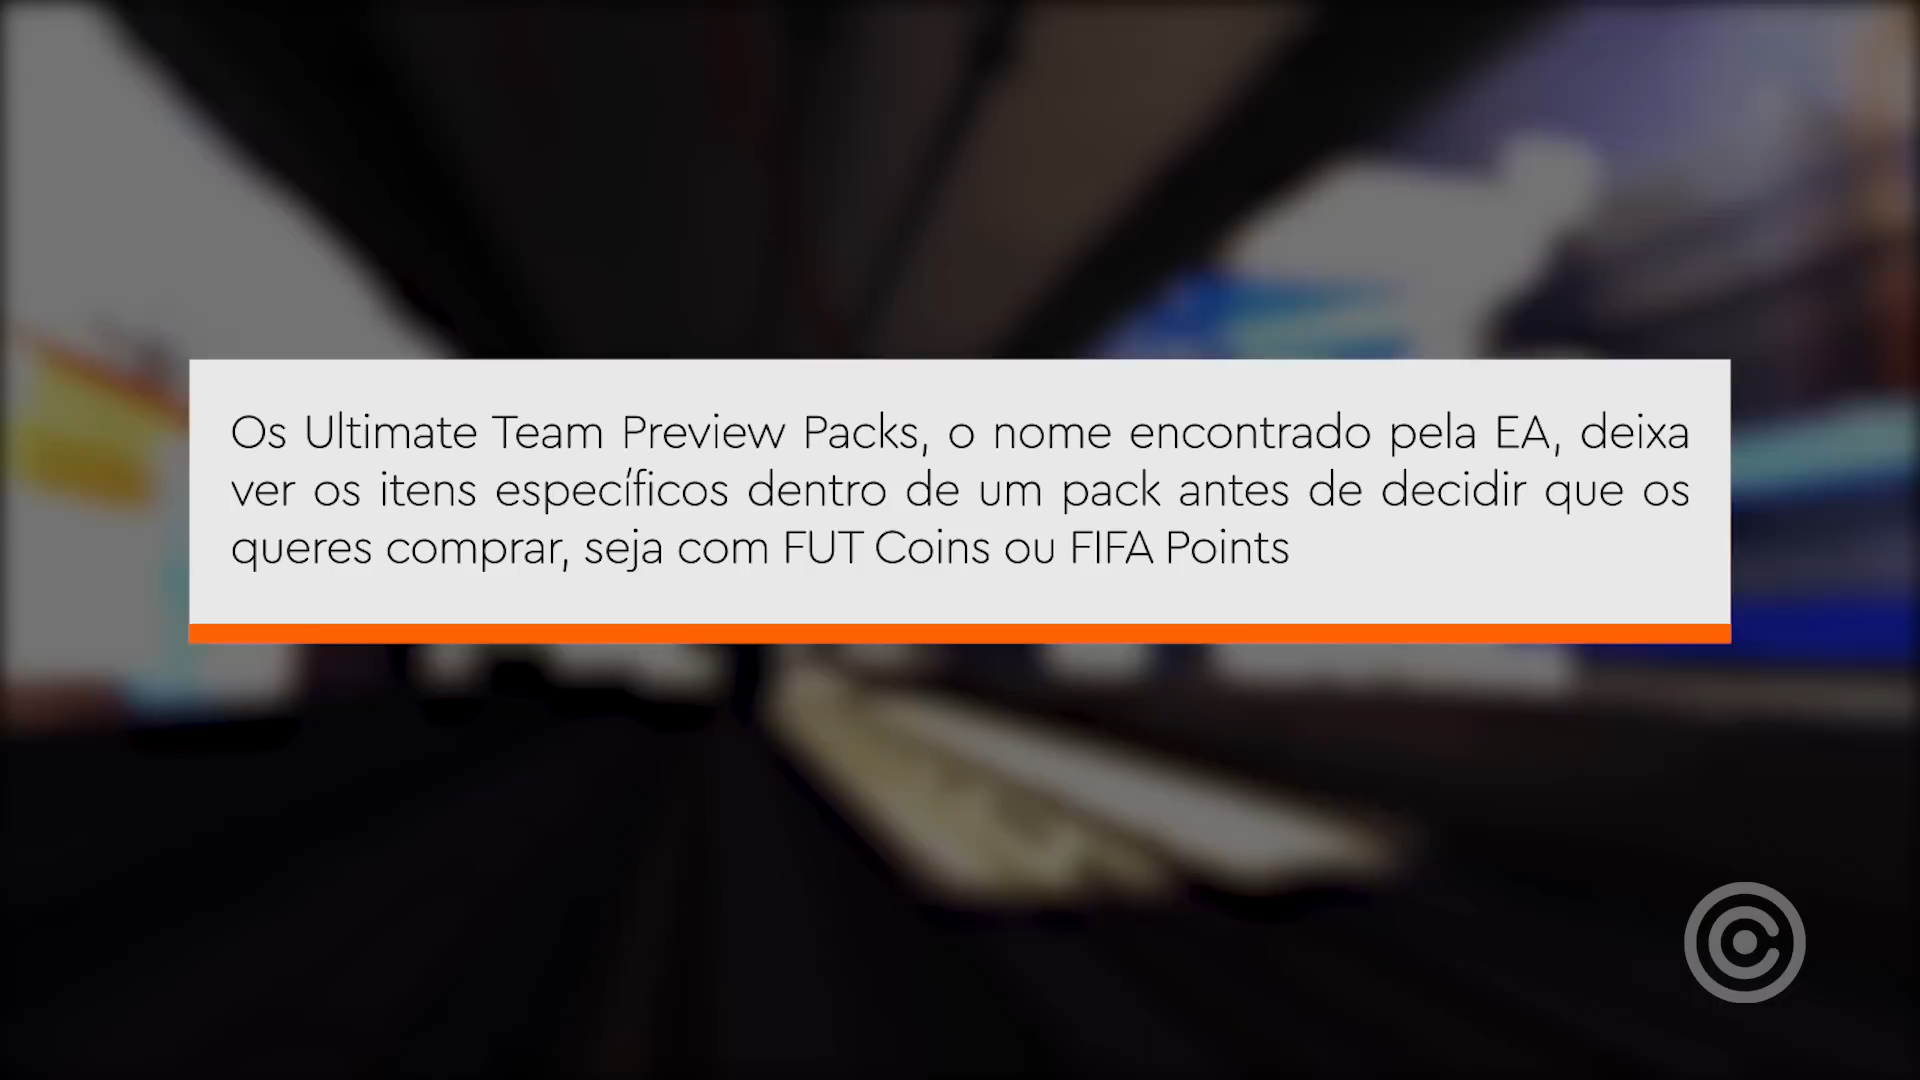 Os Ultimate Team Preview Packs, o nome encontrado pela EA, deixa
ver os itens específicos dentro de um pack antes de decidir que os
queres comprar, seja com FUT Coins ou FIFA Points